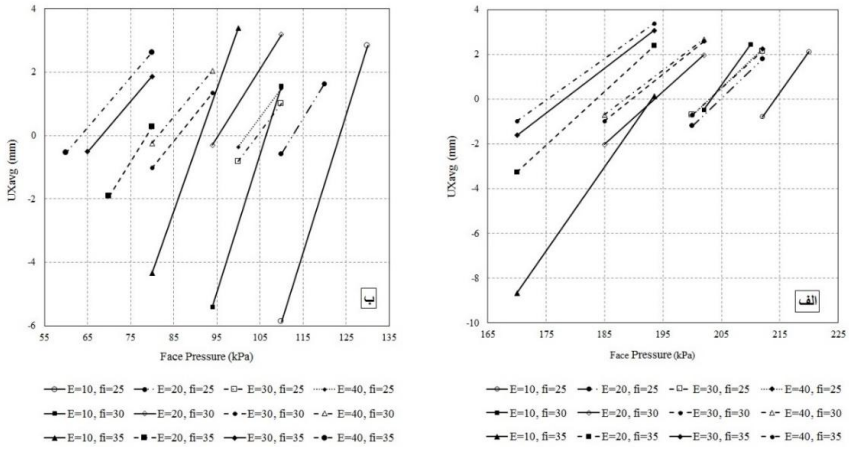 4
2
0
-2
-4
-6
UXavg (mm)
55 65 75 85 95 105 115 125 135
Face Pressure (kPa)
ب
E=10, fi=25 E=20, fi=25 E=30, fi=25 E=40, fi=25
E=10, fi=30 E=20, fi=30 E=30, fi=30 E=40, fi=30
E=10, fi=35 E=20, fi=35 E=30, fi=35 E=40, fi=35
4
2
0
-2
-4
-6
-8
-10
UXavg (mm)
165 175 185 195 205 215 225
Face Pressure (kPa)
الف
E=10, fi=25 E=20, fi=25 E=30, fi=25 E=40, fi=25
E=10, fi=30 E=20, fi=30 E=30, fi=30 E=40, fi=30
E=10, fi=35 E=20, fi=35 E=30, fi=35 E=40, fi=35